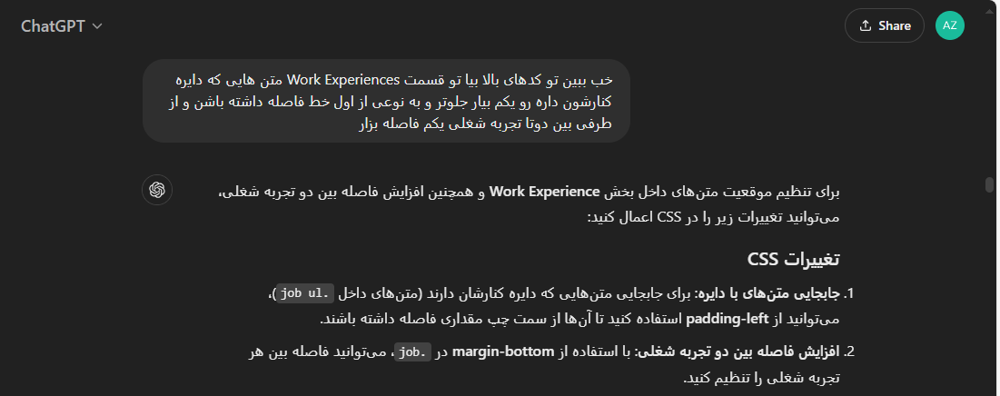 ChatGPT
Share
AZ
خب ببین تو کدهای بالا بیا تو قسمت Work Experiences متن هایی که دایره
کنارشون داره رو یکم بیار جلوتر و به نوعی از اول خط فاصله داشته باشن و از
طرفی بین دوتا تجربه شغلی یکم فاصله بزار
برای تنظیم موقعیت متن‌های داخل بخش Work Experience و همچنین افزایش فاصله بین دو تجربه شغلی،
می‌توانید تغییرات زیر را در CSS اعمال کنید:
تغییرات CSS
1. جابجایی متن‌های با دایره: برای جابجایی متن‌هایی که دایره کنارشان دارند (متن‌های داخل .job ul)،
می‌توانید از padding-left استفاده کنید تا آن‌ها از سمت چپ مقداری فاصله داشته باشند.
2. افزایش فاصله بین دو تجربه شغلی: با استفاده از margin-bottom در .job، می‌توانید فاصله بین هر
تجربه شغلی را تنظیم کنید.